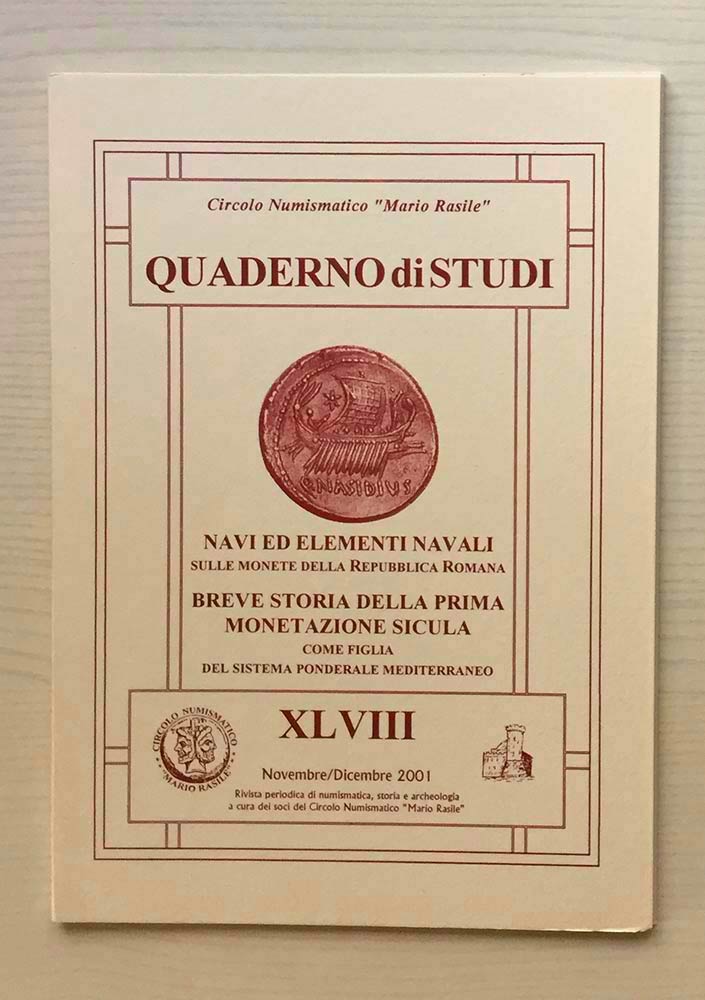 Circolo Numismatico "Mario Rasile"
QUADERNO di STUDI
Q·NASIDIVS
NAVI ED ELEMENTI NAVALI
SULLE MONETE DELLA REPUBBLICA ROMANA
BREVE STORIA DELLA PRIMA
MONETAZIONE SICULA
COME FIGLIA
DEL SISTEMA PONDERALE MEDITERRANEO
XLVIII
CIRCOLO NUMISMATICO
"MARIO RASILE"
Novembre/Dicembre 2001
Rivista periodica di numismatica, storia e archeologia
a cura dei soci del Circolo Numismatico "Mario Rasile"